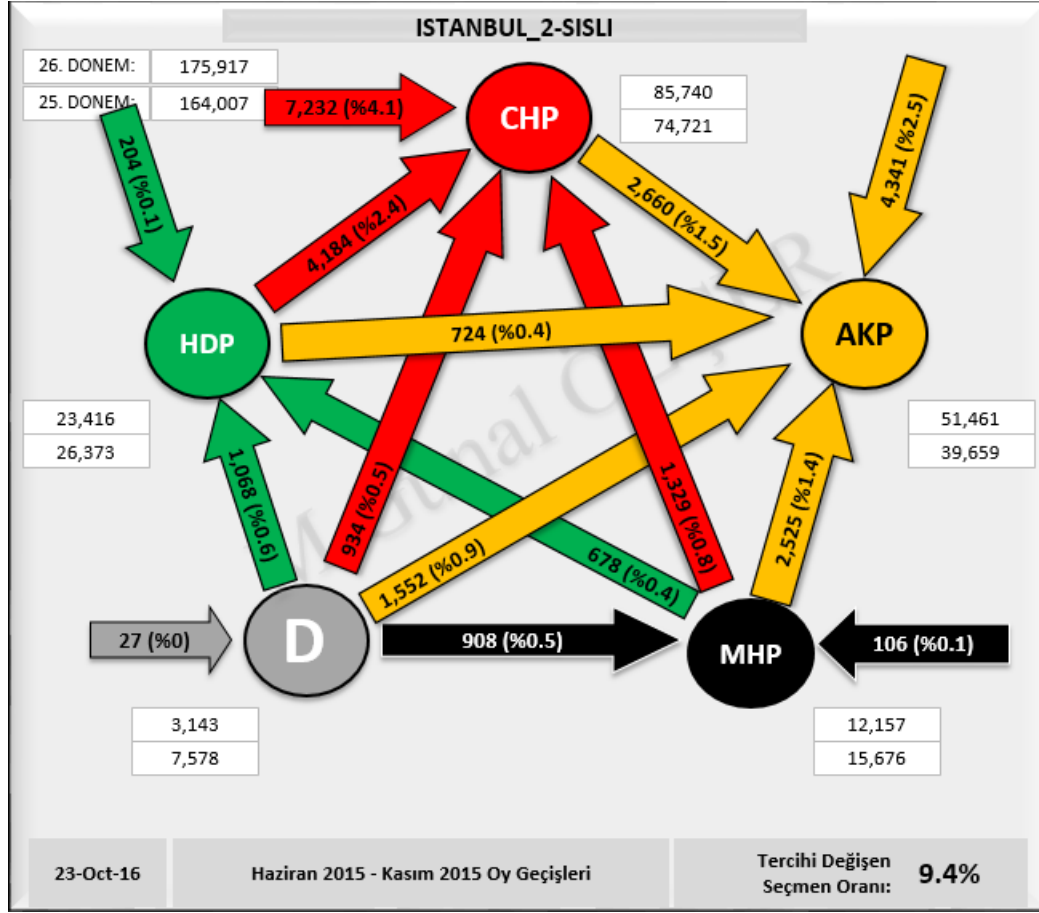 ISTANBUL_2-SISLI
26. DONEM: 175,917
25. DONEM: 164,007
7,232 (%4.1)
CHP
85,740
74,721
4,341 (%2.5)
204 (%0.1)
4,184 (%2.4)
2,660 (%1.5)
HDP
724 (%0.4)
AKP
23,416
26,373
51,461
39,659
1,068 (%0.6)
934 (%0.5)
1,552 (%0.9)
678 (%0.4)
1,329 (%0.8)
2,525 (%1.4)
27 (%0)
D
908 (%0.5)
MHP
106 (%0.1)
3,143
7,578
12,157
15,676
23-Oct-16
Haziran 2015 - Kasım 2015 Oy Geçişleri
Tercihi Değişen
Seçmen Oranı: 9.4%